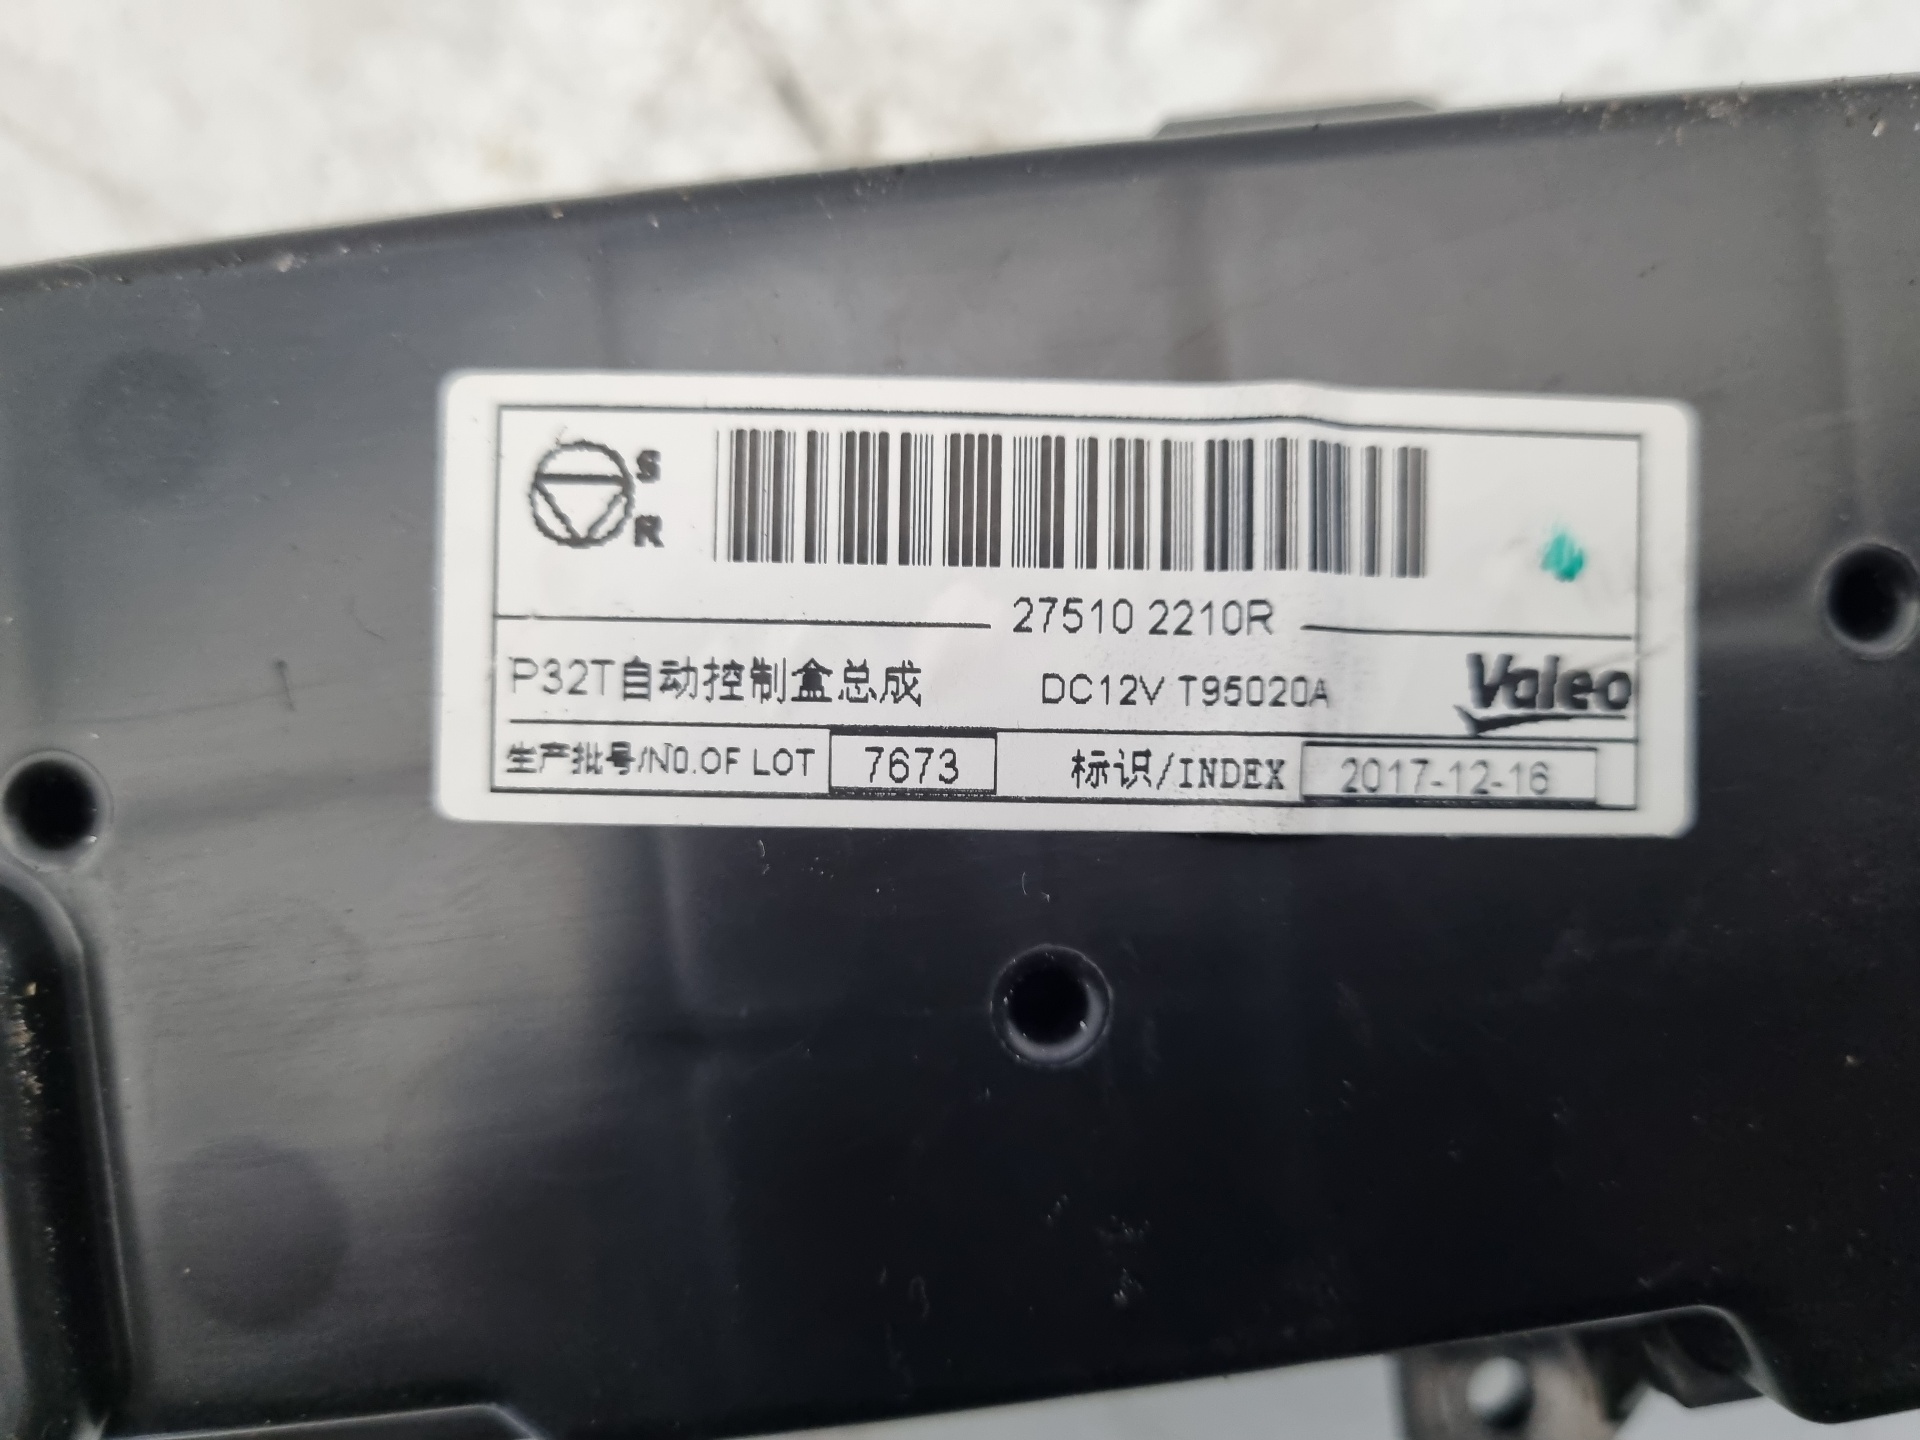 S
R
27510 2210R
P32T自动控制盒总成 DC12V T95020A Valeo
生产批号/NO.OF LOT 7673 标识/INDEX 2017-12-16